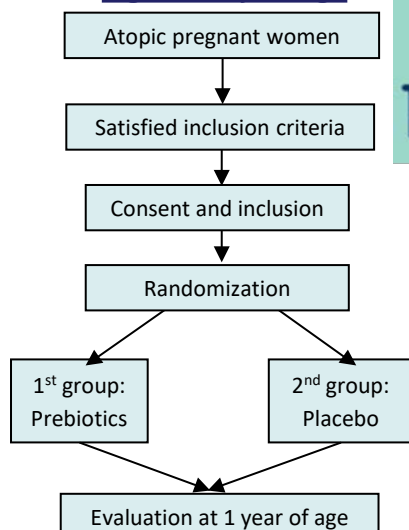 Atopic pregnant women
Satisfied inclusion criteria
Consent and inclusion
Randomization
1st group:
Prebiotics
2nd group:
Placebo
Evaluation at 1 year of age